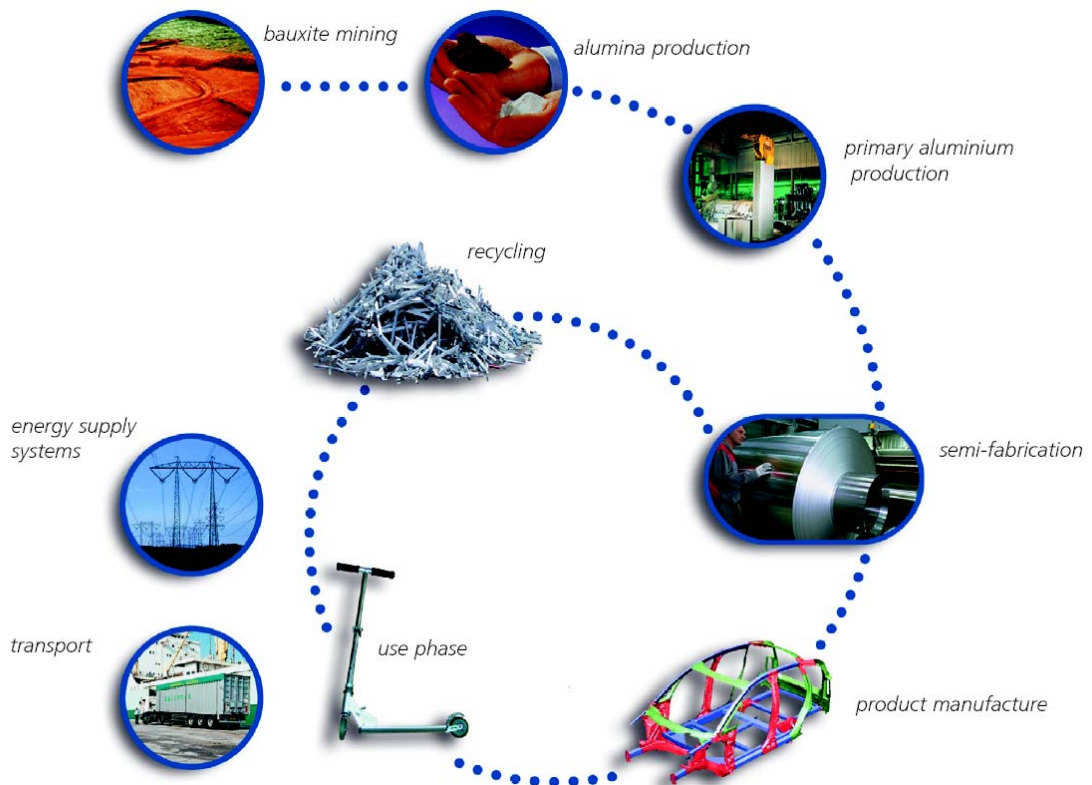 bauxite mining
alumina production
primary aluminium
production
recycling
energy supply
systems
semi-fabrication
transport
use phase
product manufacture